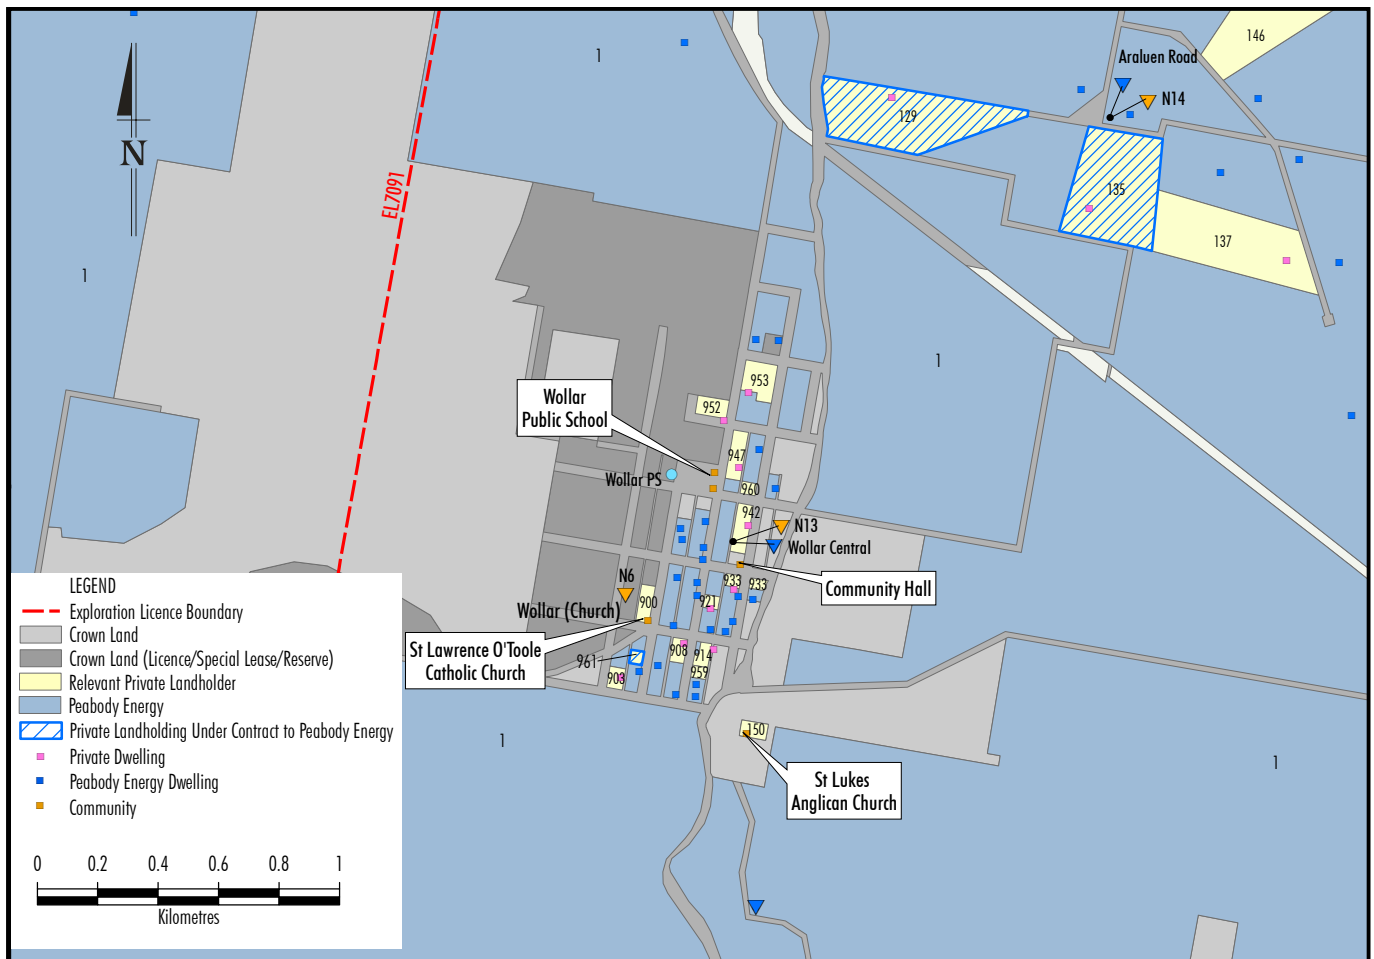 1
146
Araluen Road
N14
129
N
EL7091
135
137
1
1
953
Wollar
Public School
952
947
Wollar PS
960
942
N13
Wollar Central
N6
933
933
Community Hall
900
921
Wollar (Church)
St Lawrence O'Toole
Catholic Church
961
908
914
959
903
150
1
1
St Lukes
Anglican Church
LEGEND
Exploration Licence Boundary
Crown Land
Crown Land (Licence/Special Lease/Reserve)
Relevant Private Landholder
Peabody Energy
Private Landholding Under Contract to Peabody Energy
Private Dwelling
Peabody Energy Dwelling
Community
0 0.2 0.4 0.6 0.8 1
Kilometres